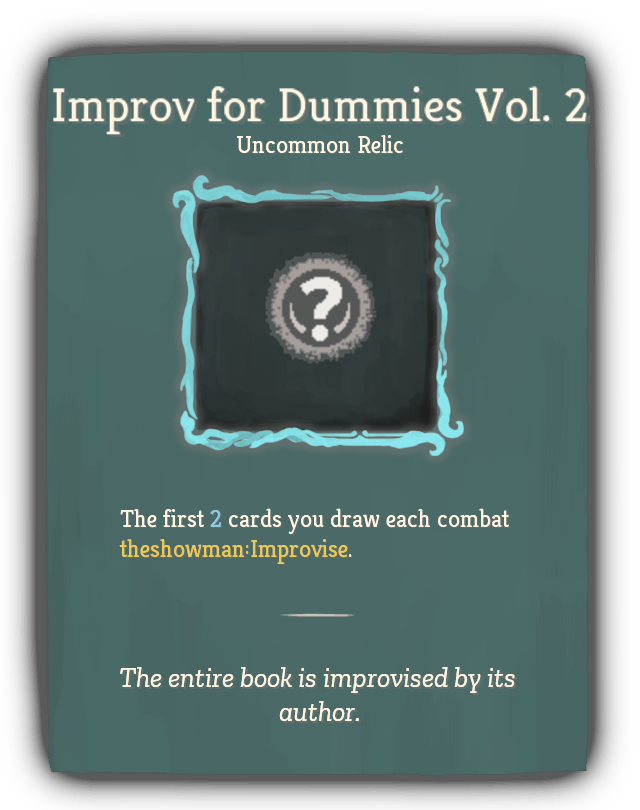 Improv for Dummies Vol. 2
Uncommon Relic
?
The first 2 cards you draw each combat
theshowman:Improvise.
The entire book is improvised by its
author.